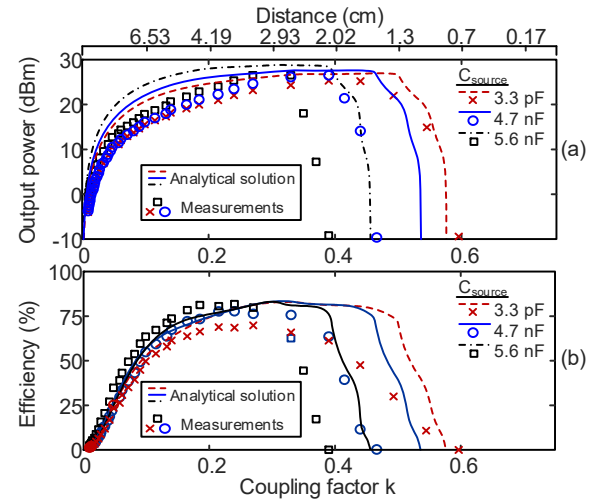 Distance (cm)
6.53 4.19 2.93 2.02 1.3 0.7 0.17
30
20
10
0
-10
Output power (dBm)
C_source
3.3 pF
4.7 nF
5.6 nF
(a)
Analytical solution
Measurements
0 0.2 0.4 0.6
100
75
50
25
0
Efficiency (%)
C_source
3.3 pF
4.7 nF
5.6 nF
(b)
Analytical solution
Measurements
0 0.2 0.4 0.6
Coupling factor k